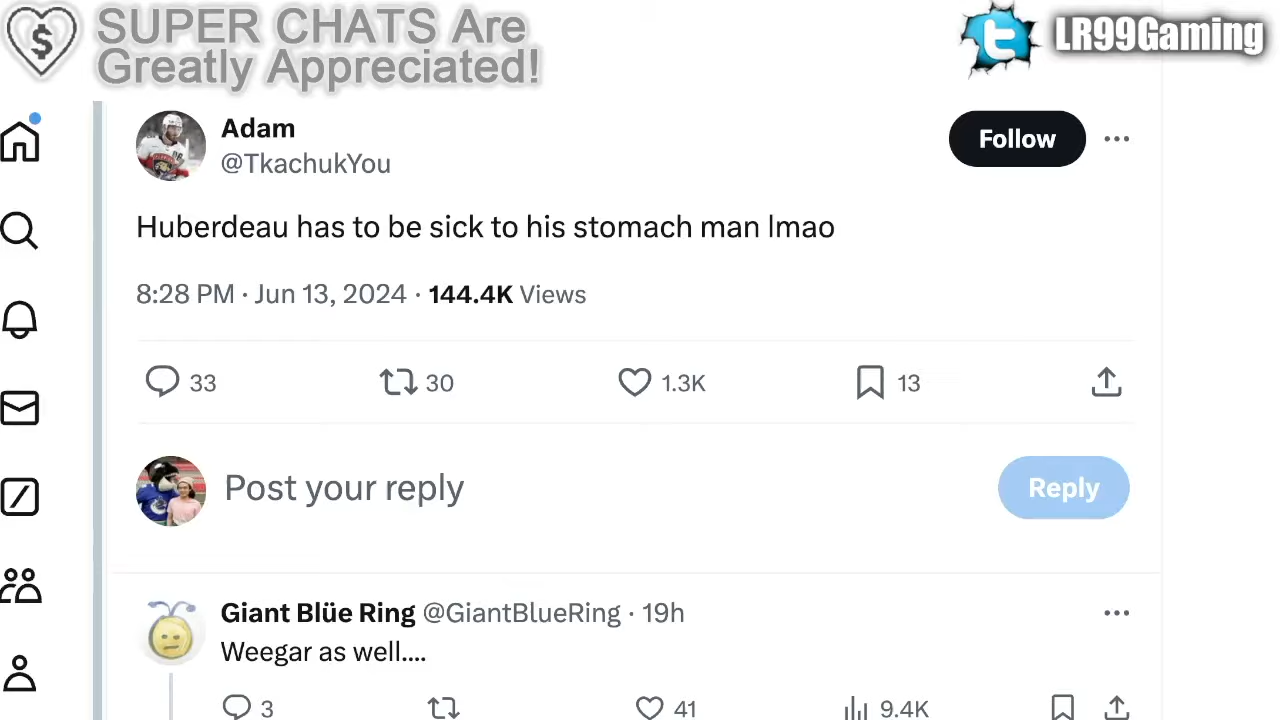 SUPER CHATS Are
Greatly Appreciated!
LR99Gaming
Adam
@TkachukYou
Follow
Huberdeau has to be sick to his stomach man lmao
8:28 PM · Jun 13, 2024 · 144.4K Views
33 30 1.3K 13
Post your reply
Reply
Giant Blüe Ring @GiantBlueRing · 19h
Weegar as well....
3 41 9.4K